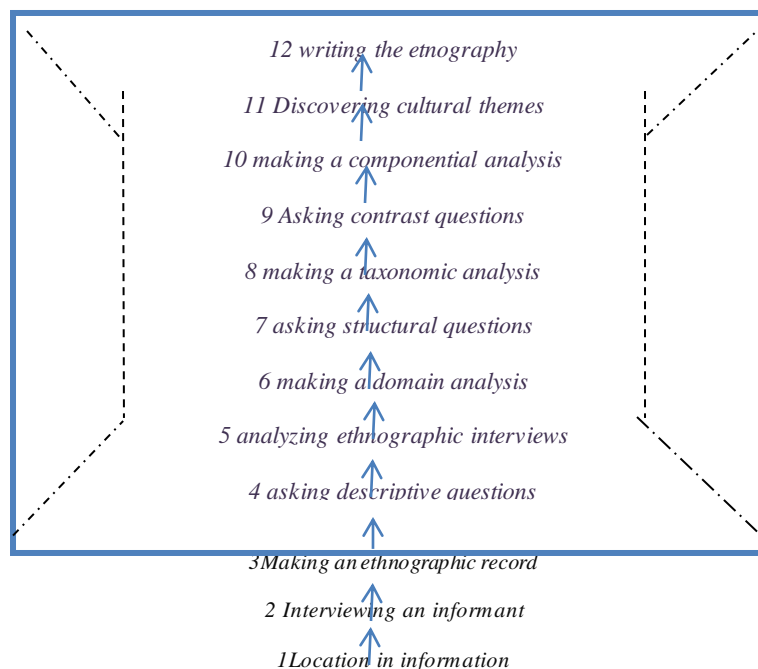 12 writing the etnography
11 Discovering cultural themes
10 making a componential analysis
9 Asking contrast questions
8 making a taxonomic analysis
7 asking structural questions
6 making a domain analysis
5 analyzing ethnographic interviews
4 asking descriptive questions
3Making an ethnographic record
2 Interviewing an informant
1Location in information